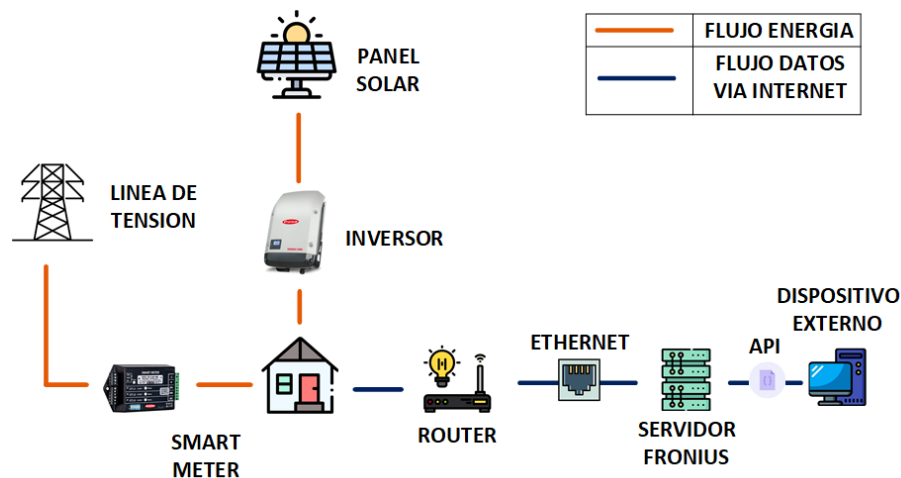 PANEL
SOLAR
FLUJO ENERGIA
FLUJO DATOS
VIA INTERNET
LINEA DE
TENSION
INVERSOR
DISPOSITIVO
EXTERNO
ETHERNET
API
SMART
METER
ROUTER
SERVIDOR
FRONIUS